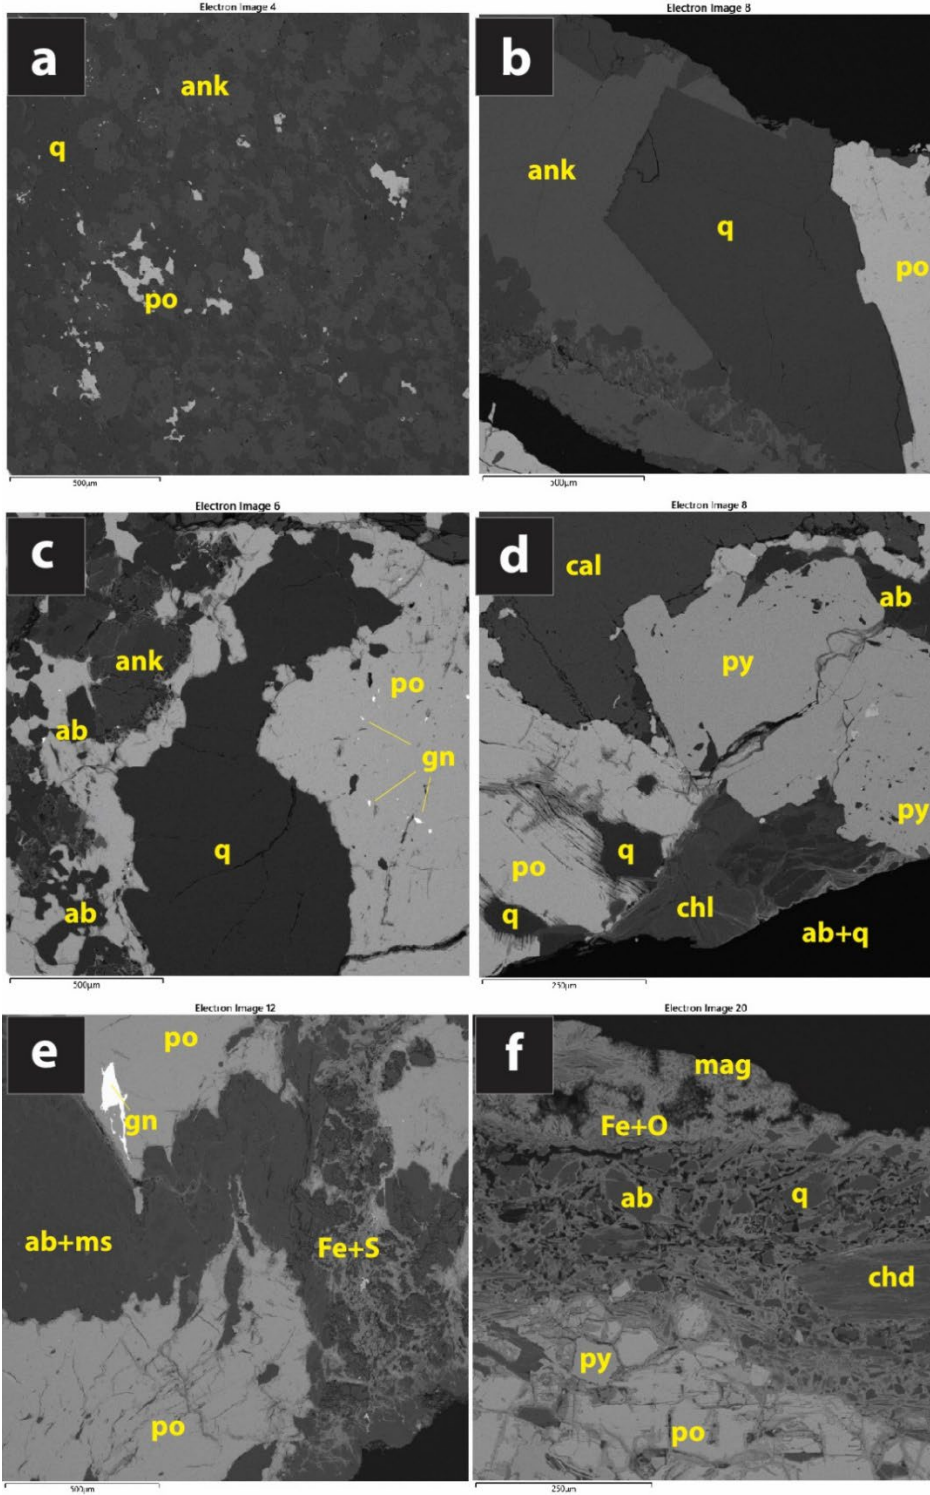 Electron Image 4
a
ank
q
po
500µm
Electron Image 8
b
ank
q
po
500µm
Electron Image 6
c
ank
po
ab
gn
q
ab
500µm
Electron Image 8
d
cal
ab
py
py
q
po
chl
q
ab+q
250µm
Electron Image 12
e
po
gn
ab+ms
Fe+S
po
500µm
Electron Image 20
f
mag
Fe+O
ab
q
chd
py
po
250µm